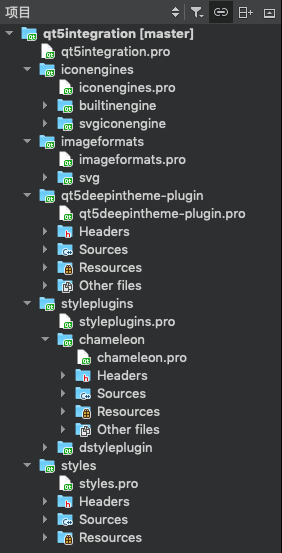 项目
qt5integration [master]
qt5integration.pro
iconengines
iconengines.pro
builtinengine
svgiconengine
imageformats
imageformats.pro
svg
qt5deepintheme-plugin
qt5deepintheme-plugin.pro
Headers
Sources
Resources
Other files
styleplugins
styleplugins.pro
chameleon
chameleon.pro
Headers
Sources
Resources
Other files
dstyleplugin
styles
styles.pro
Headers
Sources
Resources